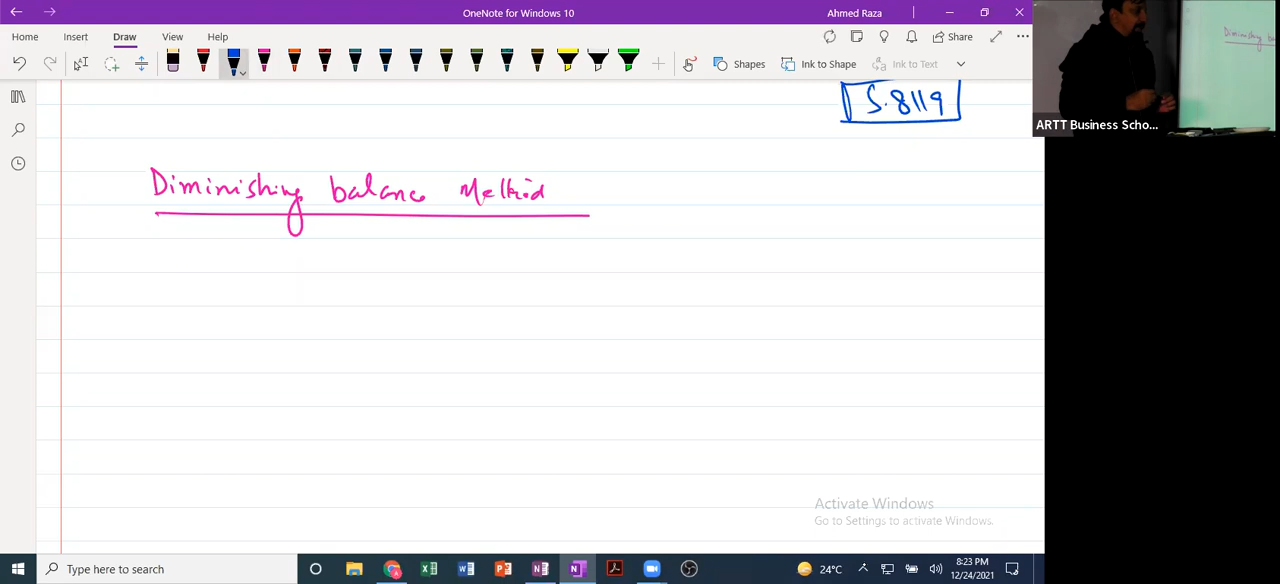 OneNote for Windows 10
Ahmed Raza
Home Insert Draw View Help
Share
Shapes Ink to Shape Ink to Text
5.8119
Diminishing balance Method
Diminishing ba
ARTT Business Scho...
Activate Windows
Go to Settings to activate Windows.
Type here to search
24°C
8:23 PM
12/24/2021